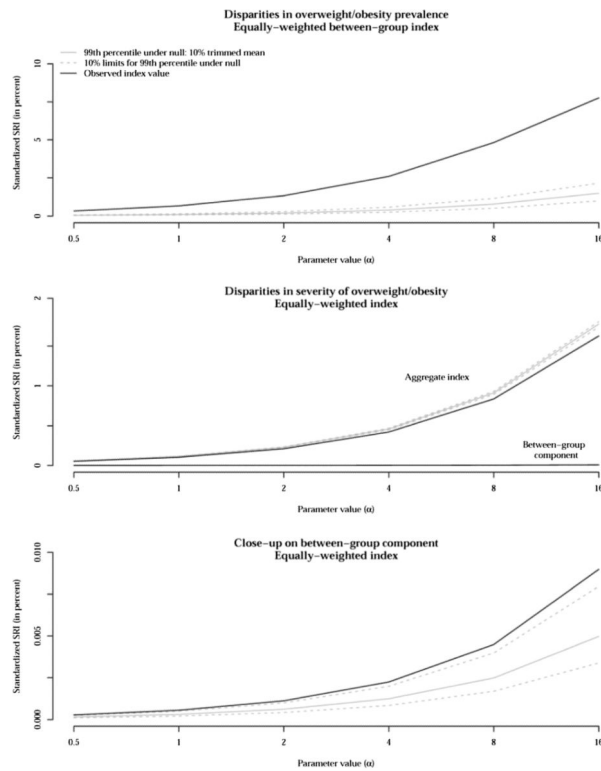 Disparities in overweight/obesity prevalence
Equally−weighted between−group index
99th percentile under null: 10% trimmed mean
10% limits for 99th percentile under null
Observed index value
Standardized SRI (in percent)
10
5
0
0.5 1 2 4 8 16
Parameter value (α)
Disparities in severity of overweight/obesity
Equally−weighted index
Standardized SRI (in percent)
2
1
0
Aggregate index
Between−group
component
0.5 1 2 4 8 16
Parameter value (α)
Close−up on between−group component
Equally−weighted index
Standardized SRI (in percent)
0.010
0.005
0.000
0.5 1 2 4 8 16
Parameter value (α)